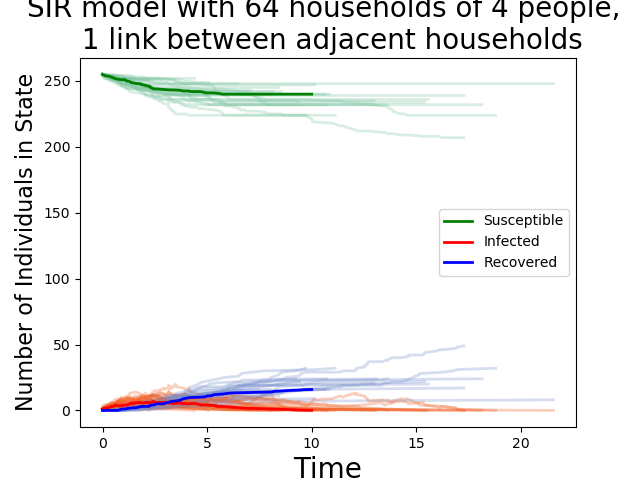 SIR model with 64 households of 4 people,
1 link between adjacent households
Number of Individuals in State
250
200
150
100
50
0
Susceptible
Infected
Recovered
0 5 10 15 20
Time